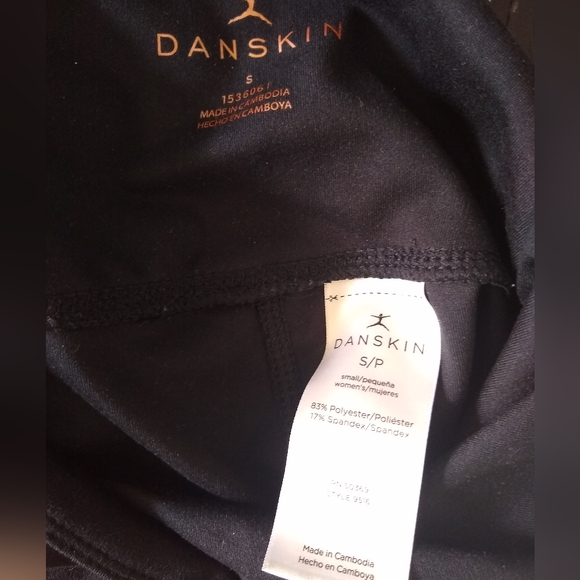 DANSKIN
S
1536061
MADE IN CAMBODIA
HECHO EN CAMBOYA
DANSKIN
S/P
small/pequeña
women's/mujeres
83% Polyester/Poliéster
17% Spandex/Spandex
Made in Cambodia
Hecho en Camboya